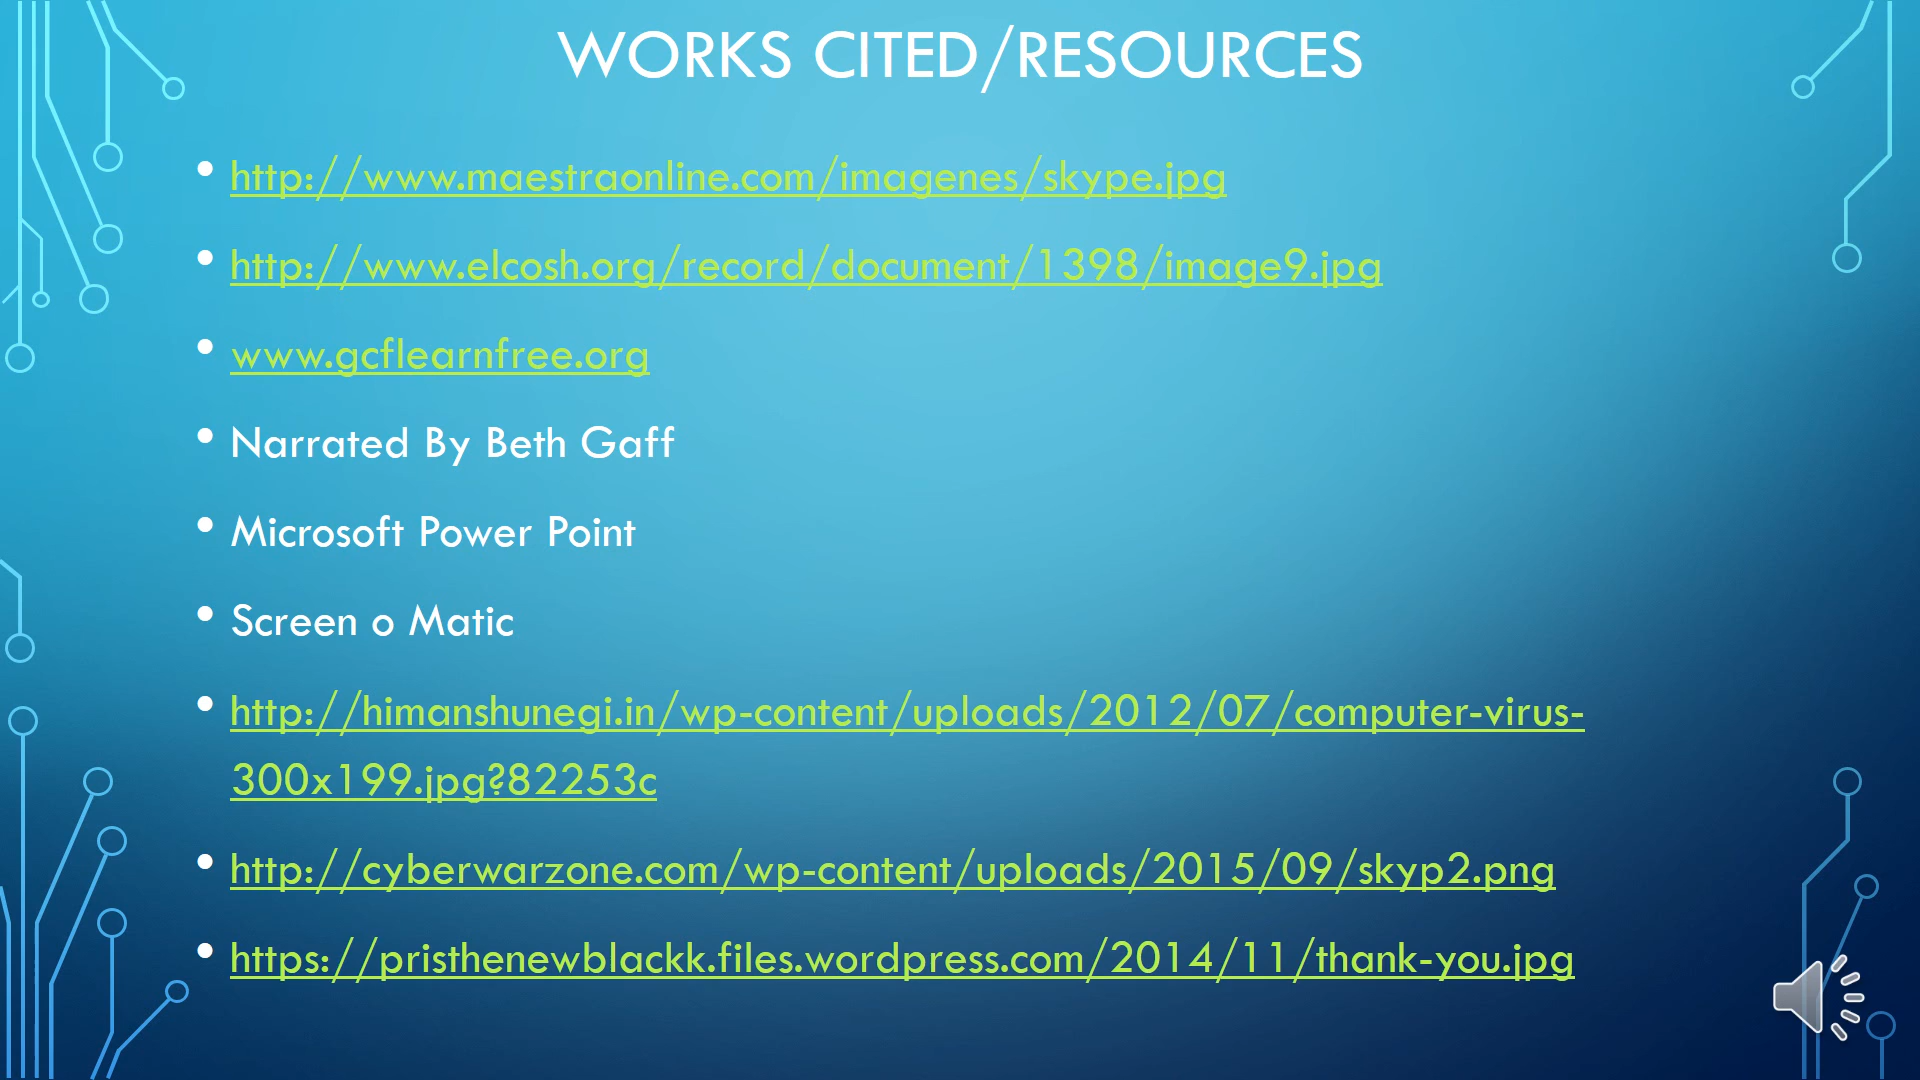 WORKS CITED/RESOURCES
• http://www.maestraonline.com/imagenes/skype.jpg
• http://www.elcosh.org/record/document/1398/image9.jpg
• www.gcflearnfree.org
• Narrated By Beth Gaff
• Microsoft Power Point
• Screen o Matic
• http://himanshunegi.in/wp-content/uploads/2012/07/computer-virus-
300x199.jpg?82253c
• http://cyberwarzone.com/wp-content/uploads/2015/09/skyp2.png
• https://pristhenewblackk.files.wordpress.com/2014/11/thank-you.jpg